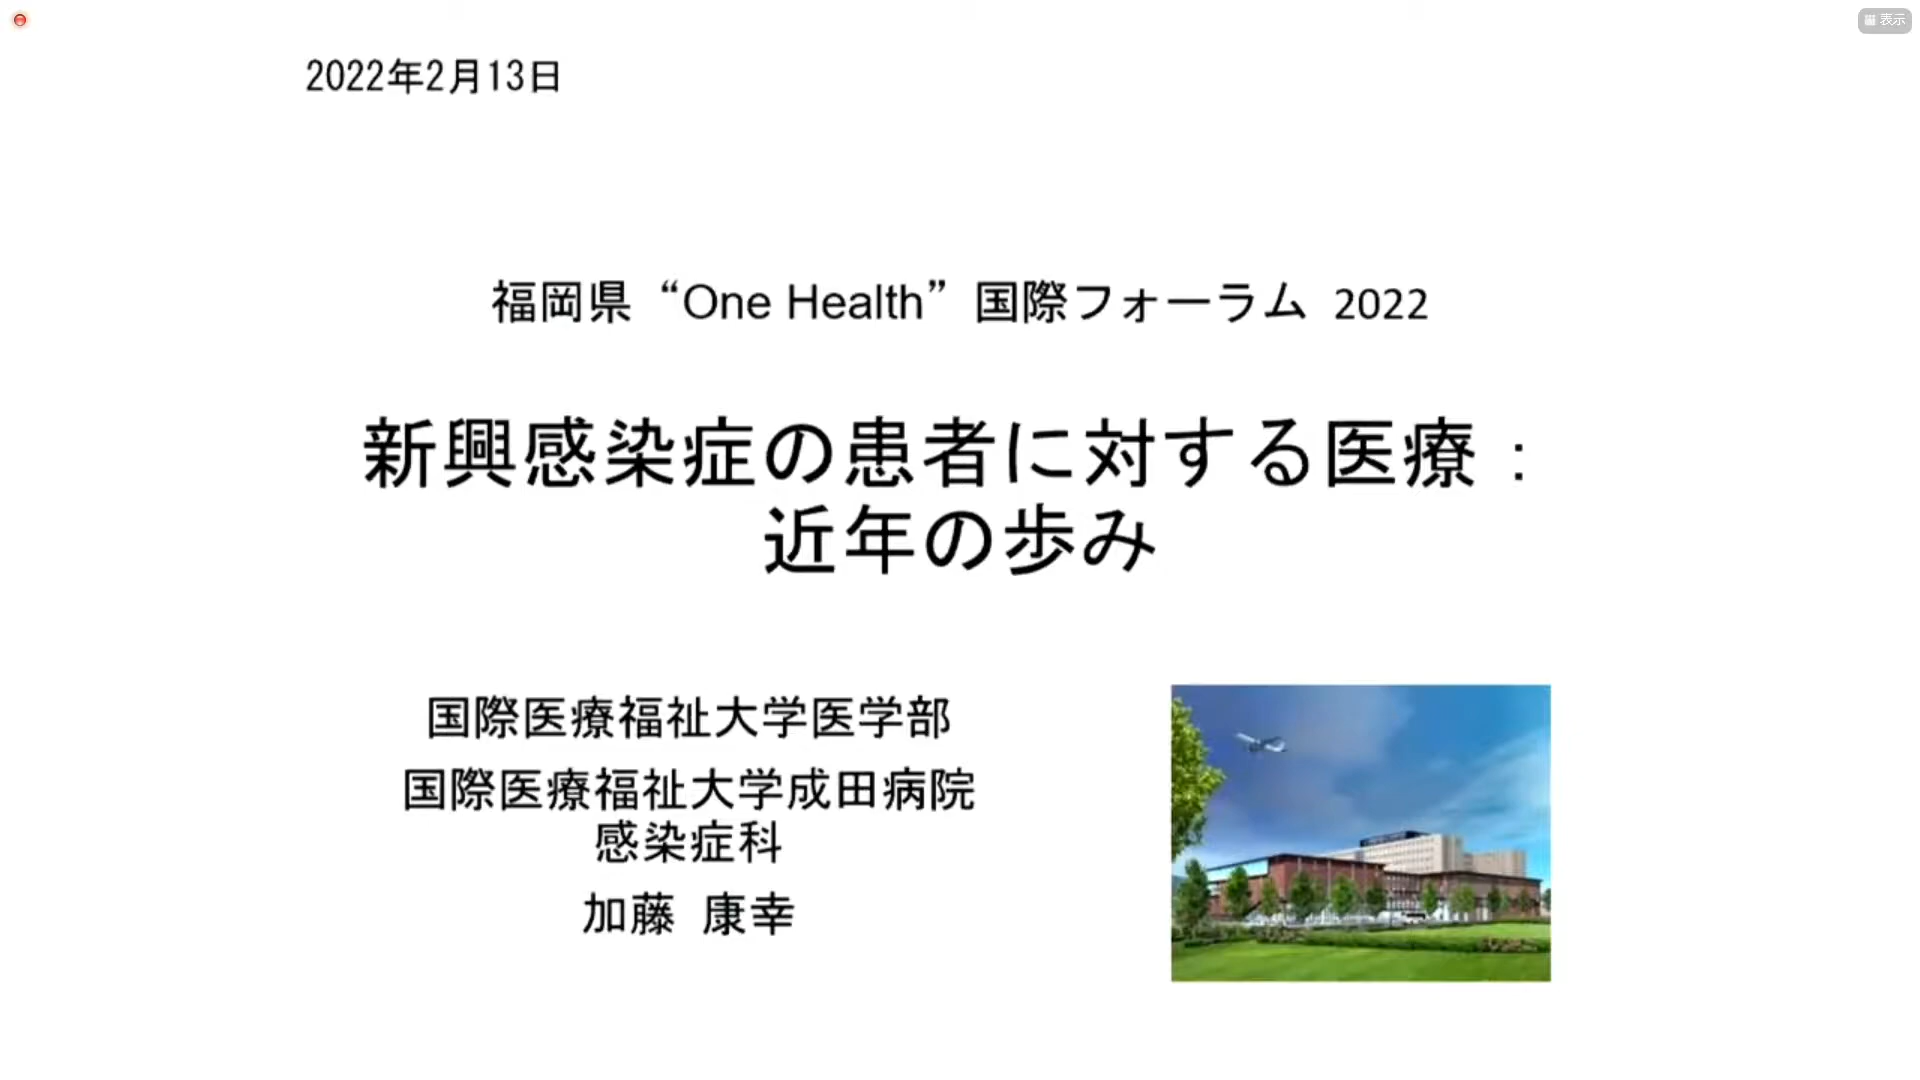 表示
2022年2月13日
福岡県 “One Health” 国際フォーラム 2022
新興感染症の患者に対する医療：
近年の歩み
国際医療福祉大学医学部
国際医療福祉大学成田病院
感染症科
加藤 康幸